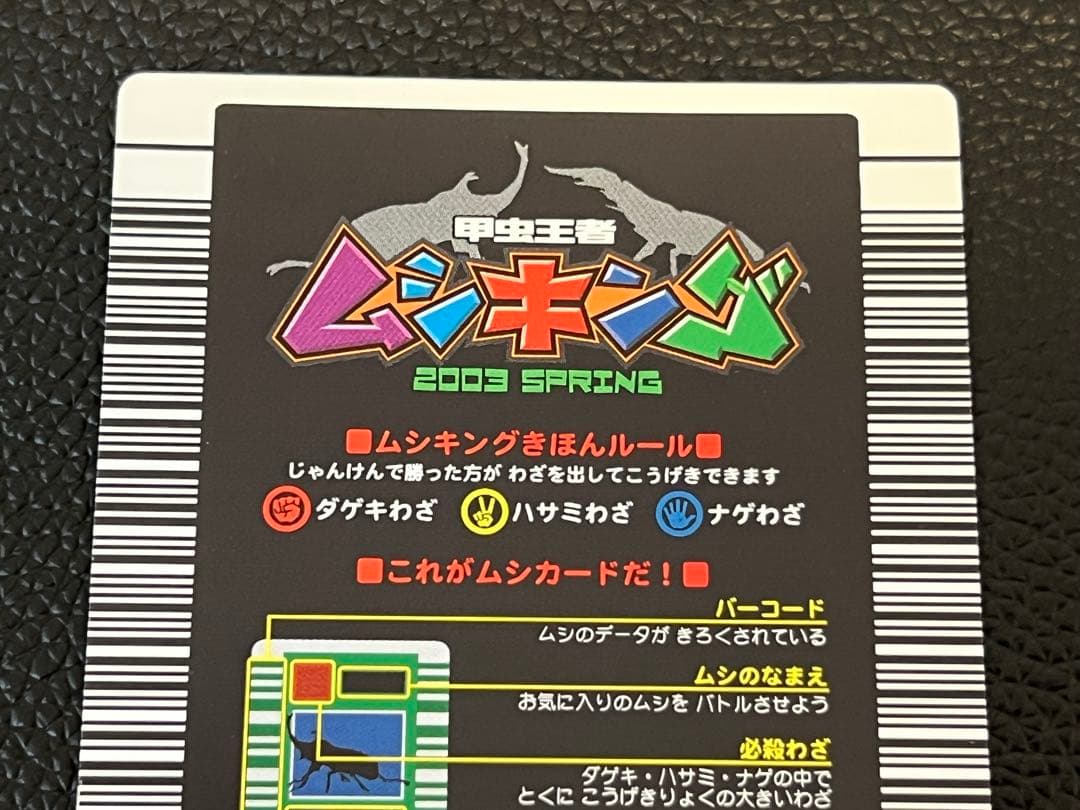 甲虫王者
ムシキング
2003 SPRING
■ムシキングきほんルール■
じゃんけんで勝った方が わざを出してこうげきできます
ダゲキわざ ハサミわざ ナゲわざ
■これがムシカードだ！■
バーコード
ムシのデータが きろくされている
ムシのなまえ
お気に入りのムシを バトルさせよう
必殺わざ
ダゲキ・ハサミ・ナゲの中で
とくに こうげきりょくの大きいわざ